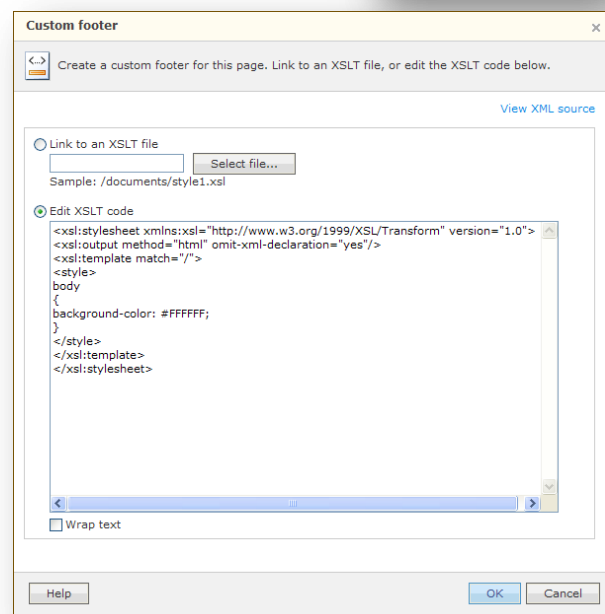 Custom footer
Create a custom footer for this page. Link to an XSLT file, or edit the XSLT code below.
View XML source
Link to an XSLT file
Select file...
Sample: /documents/style1.xsl
Edit XSLT code
<xsl:stylesheet xmlns:xsl="http://www.w3.org/1999/XSL/Transform" version="1.0">
<xsl:output method="html" omit-xml-declaration="yes"/>
<xsl:template match="/">
<style>
body
{
background-color: #FFFFFF;
}
</style>
</xsl:template>
</xsl:stylesheet>
Wrap text
Help OK Cancel